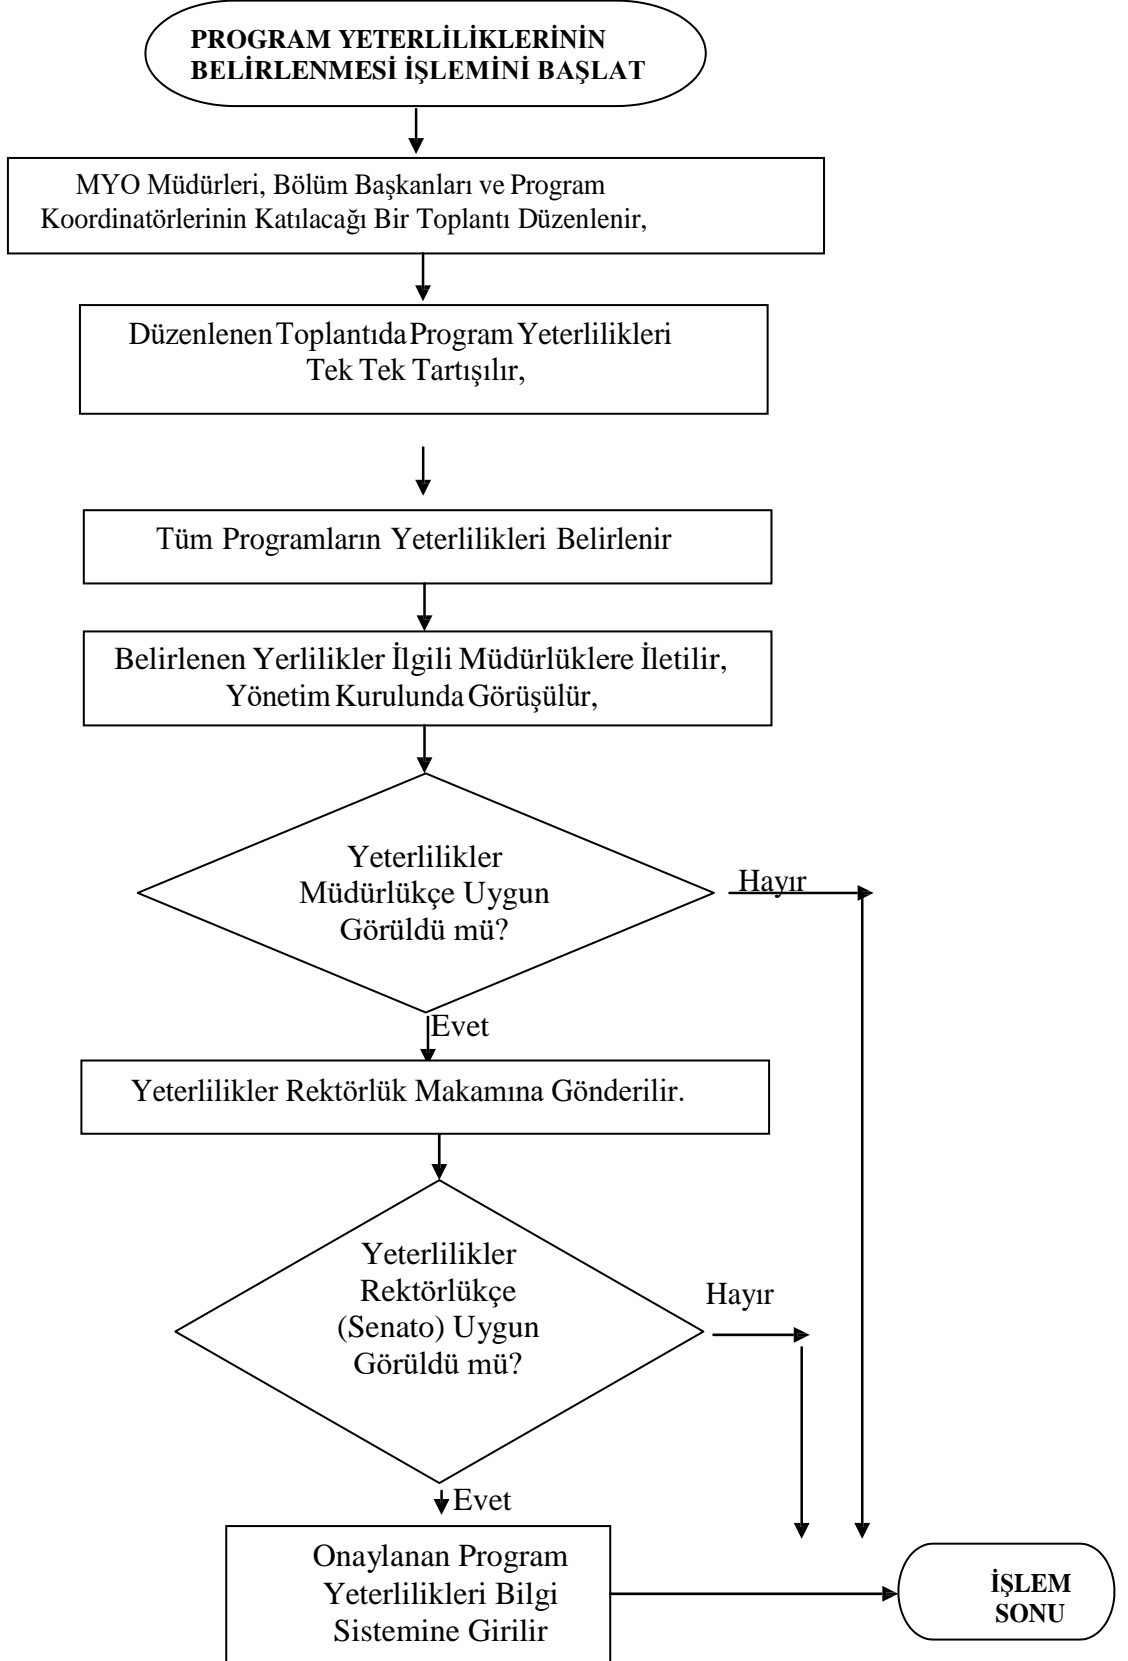 PROGRAM YETERLİLİKLERİNİN
BELİRLENMESİ İŞLEMİNİ BAŞLAT
MYO Müdürleri, Bölüm Başkanları ve Program
Koordinatörlerinin Katılacağı Bir Toplantı Düzenlenir,
Düzenlenen Toplantıda Program Yeterlilikleri
Tek Tek Tartışılır,
Tüm Programların Yeterlilikleri Belirlenir
Belirlenen Yerlilikler İlgili Müdürlüklere İletilir,
Yönetim Kurulunda Görüşülür,
Yeterlilikler
Müdürlükçe Uygun
Görüldü mü?
Hayır
Evet
Yeterlilikler Rektörlük Makamına Gönderilir.
Yeterlilikler
Rektörlükçe
(Senato) Uygun
Görüldü mü?
Hayır
Evet
Onaylanan Program
Yeterlilikleri Bilgi
Sistemine Girilir
İŞLEM
SONU